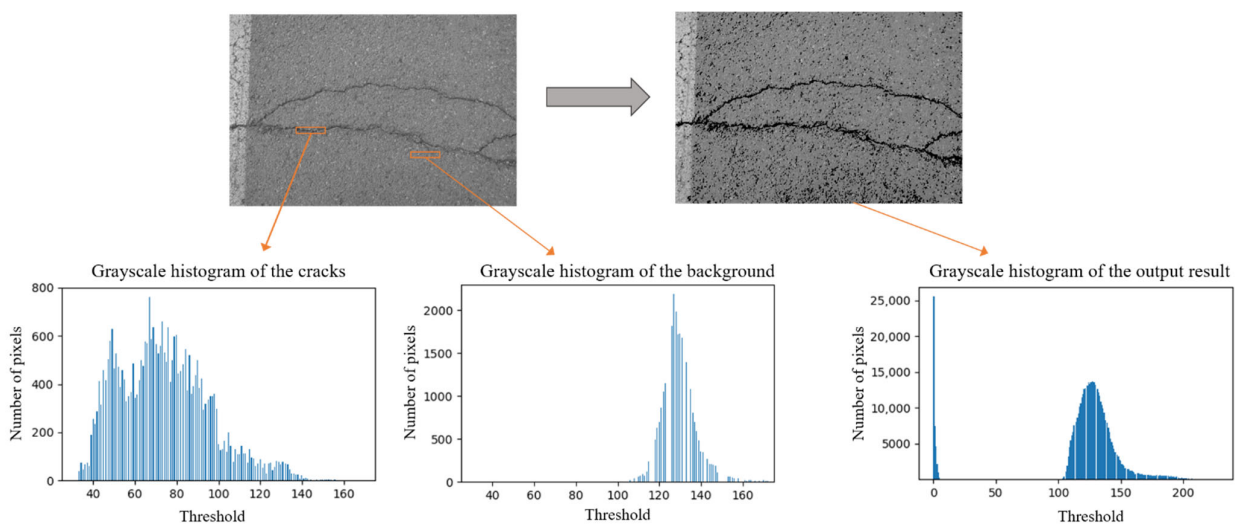 Grayscale histogram of the cracks
800
600
400
200
0
Number of pixels
40 60 80 100 120 140 160
Threshold
Grayscale histogram of the background
2000
1500
1000
500
0
Number of pixels
40 60 80 100 120 140 160
Threshold
Grayscale histogram of the output result
25,000
20,000
15,000
10,000
5000
Number of pixels
0 50 100 150 200
Threshold